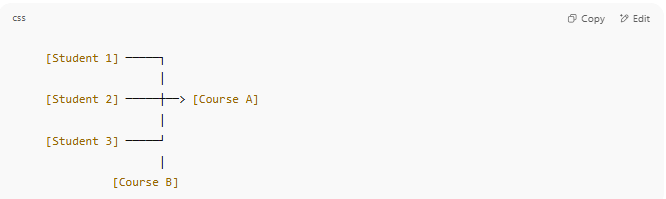 css Copy Edit
[Student 1] ────┐
│
[Student 2] ────┼──> [Course A]
│
[Student 3] ────┘
│
[Course B]